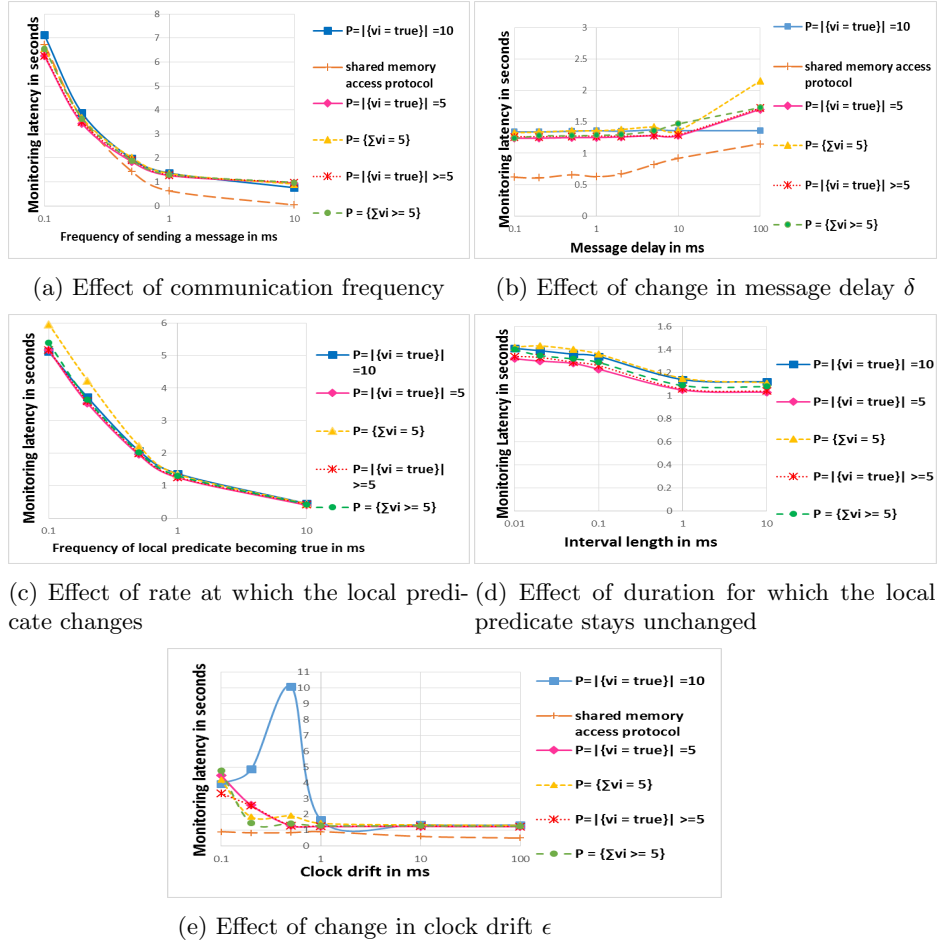 Monitoring latency in seconds
8
7
6
5
4
3
2
1
0
0.1
1
10
Frequency of sending a message in ms
P=|{vi = true}| =10
shared memory
access protocol
P=|{vi = true}| =5
P= {∑vi = 5}
P=|{vi = true}| >=5
P = {∑vi >= 5}
(a) Effect of communication frequency
Monitoring latency in seconds
3
2.5
2
1.5
1
0.5
0
0.1
1
10
100
Message delay in ms
P=|{vi = true}| =10
shared memory access
protocol
P=|{vi = true}| =5
P= {∑vi = 5}
P=|{vi = true}| >=5
P = {∑vi >= 5}
(b) Effect of change in message delay δ
Monitoring latency in seconds
6
5
4
3
2
1
0
0.1
1
10
Frequency of local predicate becoming true in ms
P=|{vi = true}|
=10
P=|{vi = true}| =5
P= {∑vi = 5}
P=|{vi = true}|
>=5
P = {∑vi >= 5}
(c) Effect of rate at which the local predi-
cate changes
Monitoring Latency in seconds
1.6
1.4
1.2
1
0.8
0.6
0.4
0.2
0
0.01
0.1
1
10
Interval length in ms
P=|{vi = true}| =10
P=|{vi = true}| =5
P= {∑vi = 5}
P=|{vi = true}| >=5
P = {∑vi >= 5}
(d) Effect of duration for which the local
predicate stays unchanged
Monitoring latency in seconds
11
10
9
8
7
6
5
4
3
2
1
0
0.1
1
10
100
Clock drift in ms
P=|{vi = true}| =10
shared memory
access protocol
P=|{vi = true}| =5
P= {∑vi = 5}
P=|{vi = true}| >=5
P = {∑vi >= 5}
(e) Effect of change in clock drift ϵ